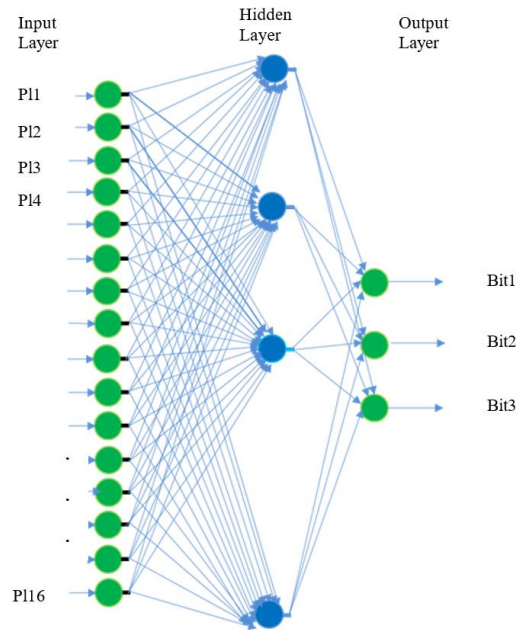 Input
Layer
Hidden
Layer
Output
Layer
Pl1
Pl2
Pl3
Pl4
.
.
.
Pl16
Bit1
Bit2
Bit3